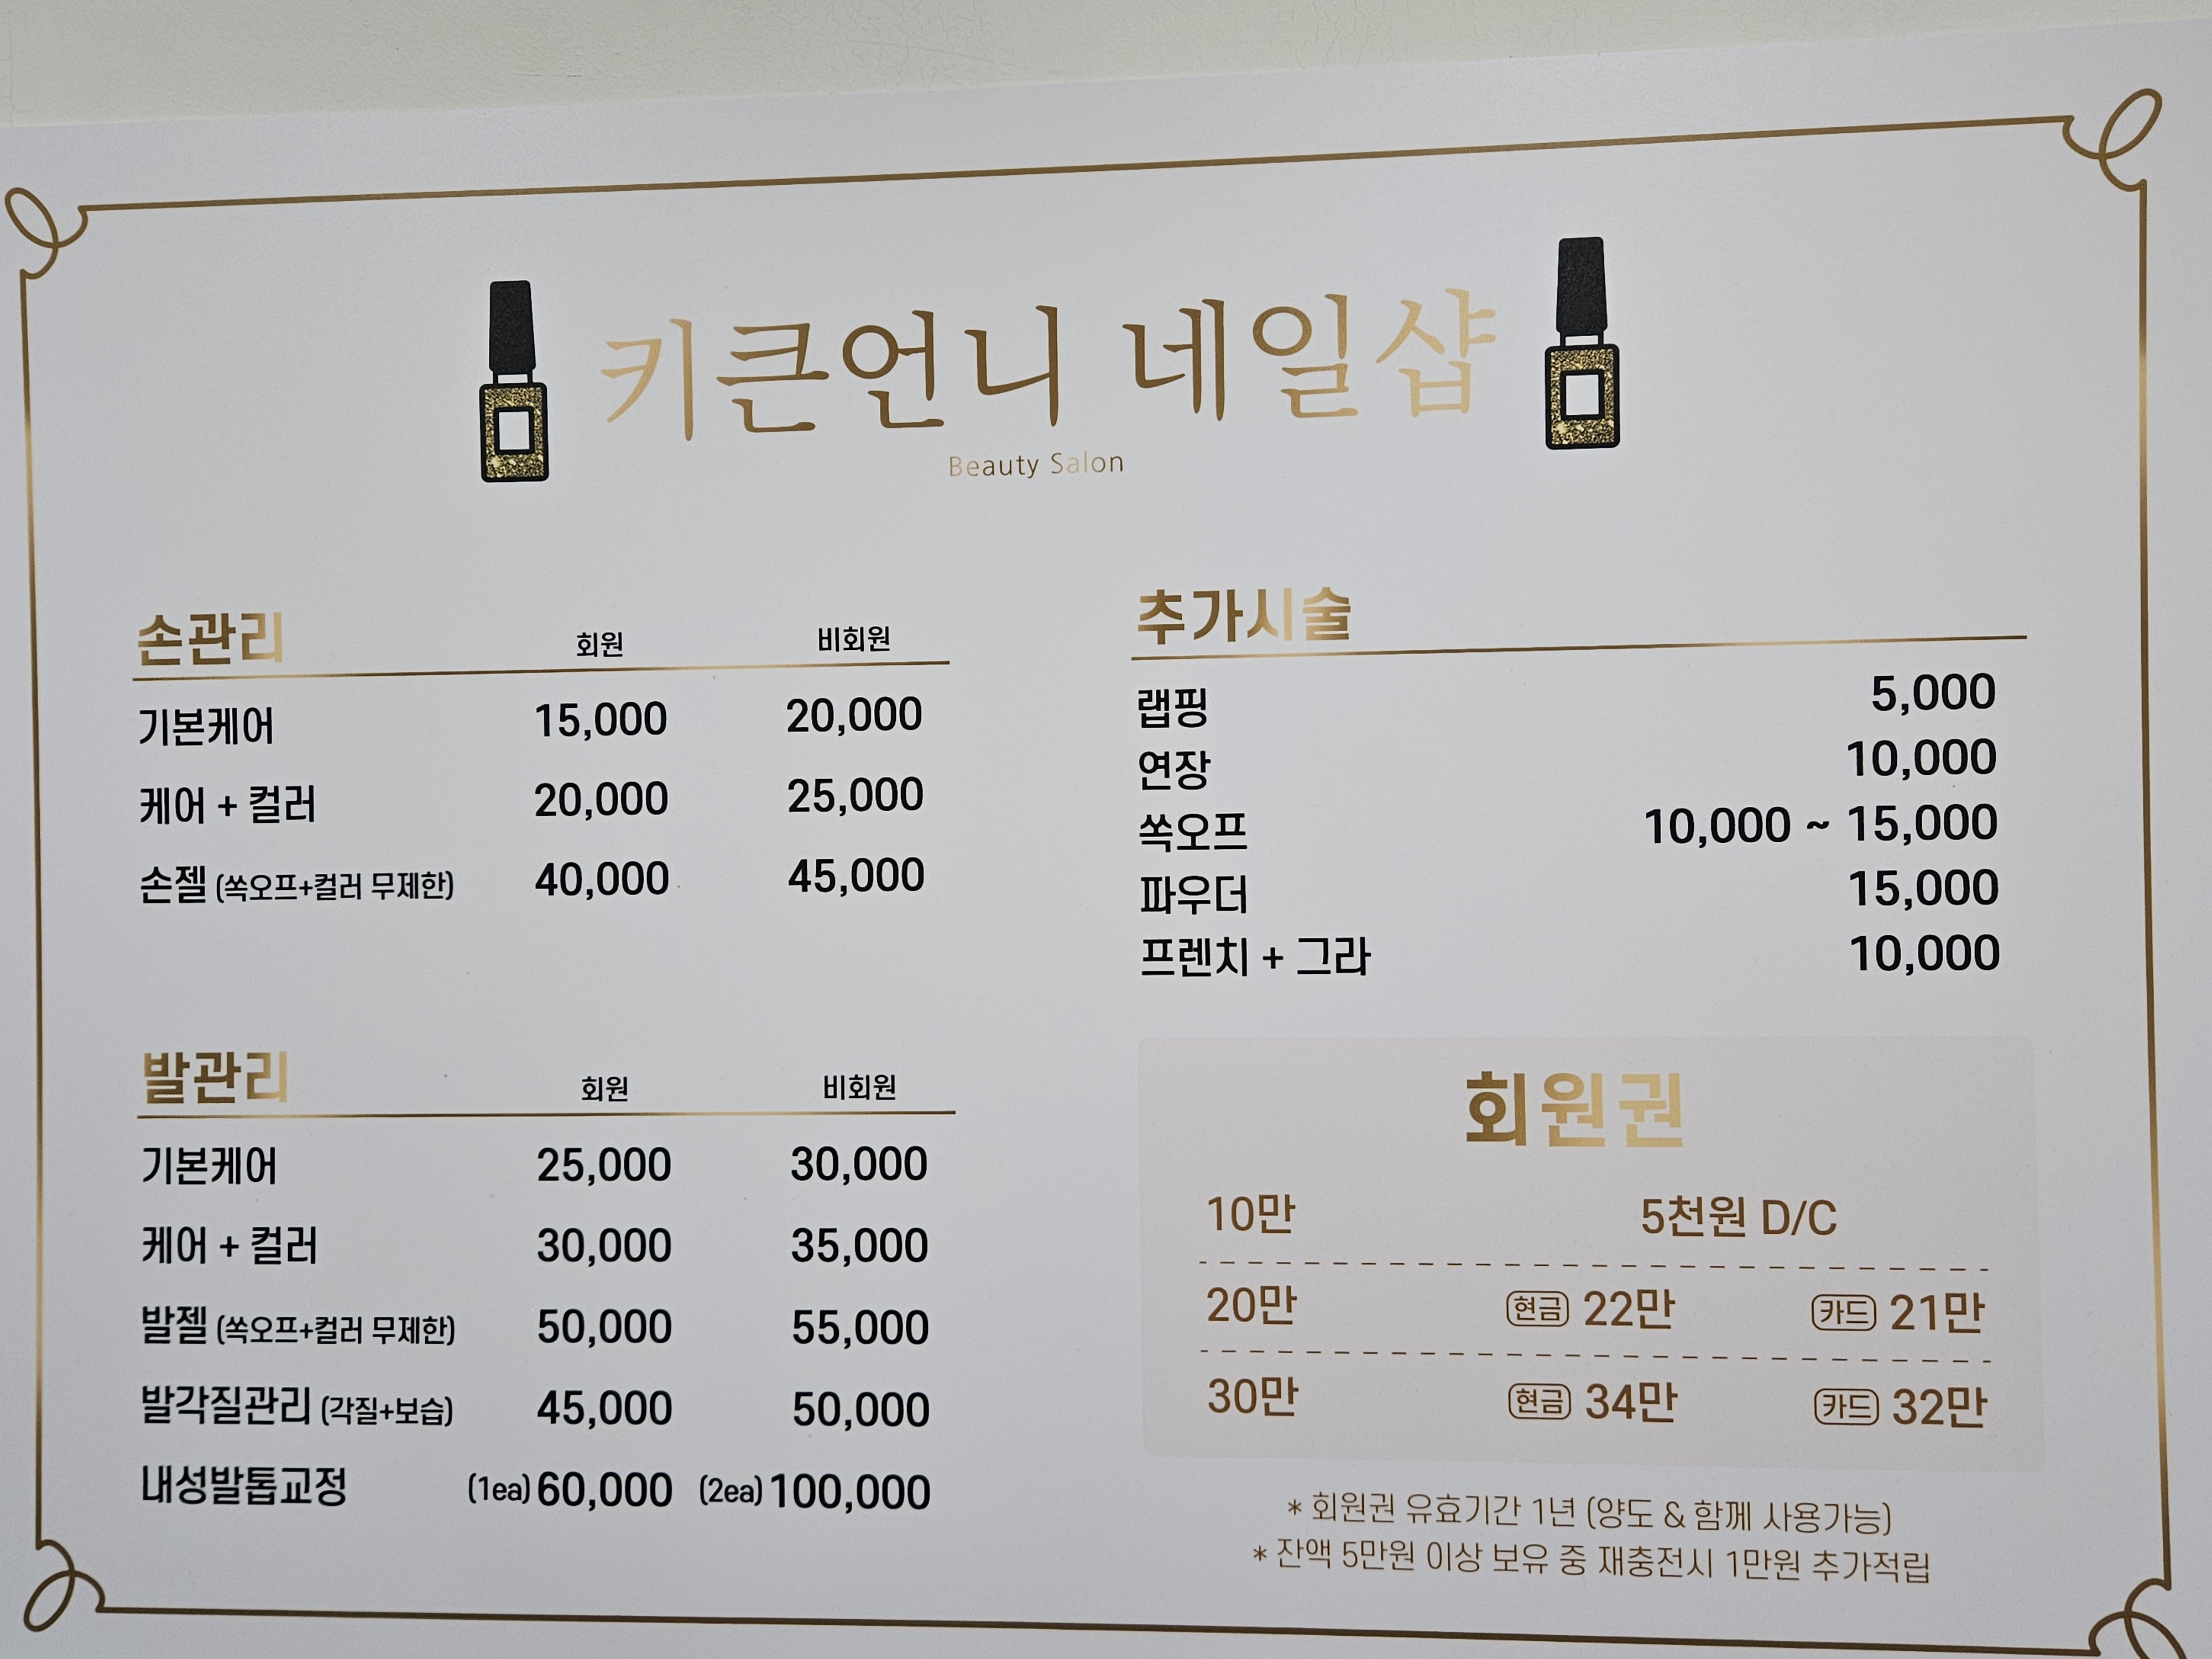 키큰언니 네일샵
Beauty Salon
손관리 회원 비회원
기본케어 15,000 20,000
케어 + 컬러 20,000 25,000
손젤 (쏙오프+컬러 무제한) 40,000 45,000
발관리 회원 비회원
기본케어 25,000 30,000
케어 + 컬러 30,000 35,000
발젤 (쏙오프+컬러 무제한) 50,000 55,000
발각질관리 (각질+보습) 45,000 50,000
내성발톱교정 (1ea) 60,000 (2ea) 100,000
추가시술
랩핑 5,000
연장 10,000
쏙오프 10,000 ~ 15,000
파우더 15,000
프렌치 + 그라 10,000
회원권
10만 5천원 D/C
20만 현금 22만 카드 21만
30만 현금 34만 카드 32만
* 회원권 유효기간 1년 (양도 & 함께 사용가능)
* 잔액 5만원 이상 보유 중 재충전시 1만원 추가적립